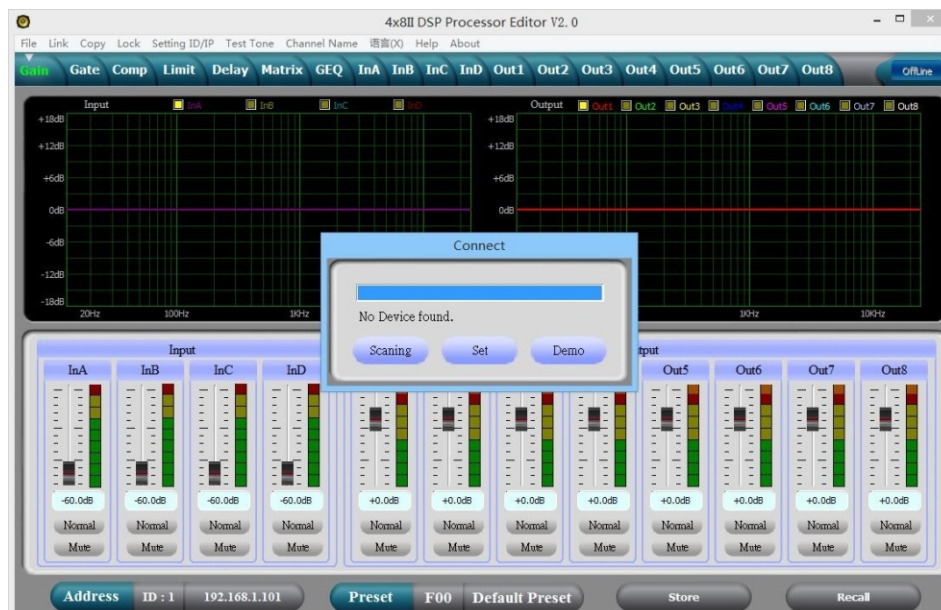 4x8II DSP Processor Editor V2. 0
File Link Copy Lock Setting ID/IP Test Tone Channel Name 语言(X) Help About
Gain Gate Comp Limit Delay Matrix GEQ InA InB InC InD Out1 Out2 Out3 Out4 Out5 Out6 Out7 Out8 OffLine
Input InA InB InC InD
Output Out1 Out2 Out3 Out4 Out5 Out6 Out7 Out8
+18dB +18dB
+12dB +12dB
+6dB +6dB
0dB 0dB
-6dB
-12dB
-18dB
20Hz 100Hz 1KHz 1KHz 10KHz
Connect
No Device found.
Scaning Set Demo
Input tput
InA InB InC InD Out5 Out6 Out7 Out8
-60.0dB -60.0dB -60.0dB -60.0dB +0.0dB +0.0dB +0.0dB +0.0dB +0.0dB +0.0dB +0.0dB +0.0dB
Normal Normal Normal Normal Normal Normal Normal Normal Normal Normal Normal Normal
Mute Mute Mute Mute Mute Mute Mute Mute Mute Mute Mute Mute
Address ID : 1 192.168.1.101 Preset F00 Default Preset Store Recall